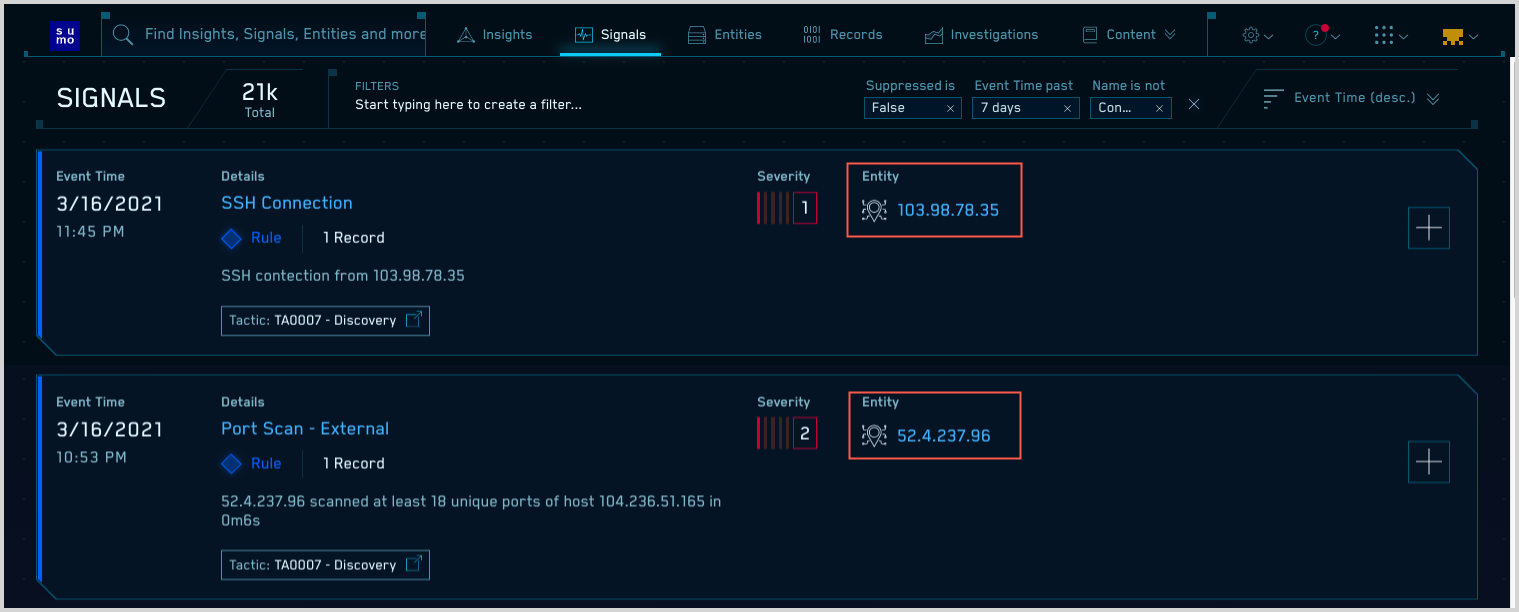 su
mo
Find Insights, Signals, Entities and more
Insights
Signals
Entities
0101
1001
Records
Investigations
Content
?
SIGNALS
21k
Total
FILTERS
Start typing here to create a filter...
Suppressed is
False ×
Event Time past
7 days ×
Name is not
Con... ×
Event Time (desc.)
Event Time
3/16/2021
11:45 PM
Details
SSH Connection
Rule
1 Record
SSH contection from 103.98.78.35
Tactic: TA0007 - Discovery
Severity
1
Entity
103.98.78.35
Event Time
3/16/2021
10:53 PM
Details
Port Scan - External
Rule
1 Record
52.4.237.96 scanned at least 18 unique ports of host 104.236.51.165 in
0m6s
Tactic: TA0007 - Discovery
Severity
2
Entity
52.4.237.96